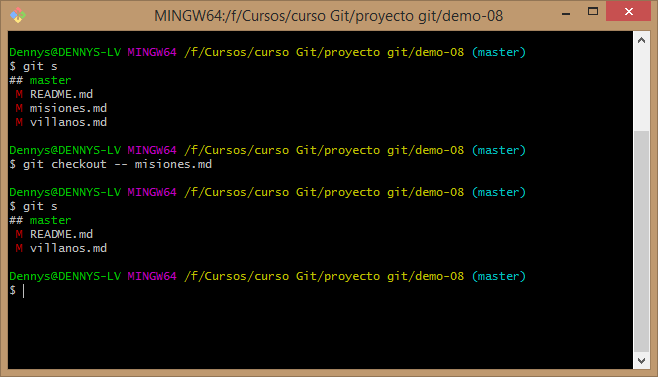 MINGW64:/f/Cursos/curso Git/proyecto git/demo-08
Dennys@DENNYS-LV MINGW64 /f/Cursos/curso Git/proyecto git/demo-08 (master)
$ git s
## master
 M README.md
 M misiones.md
 M villanos.md
Dennys@DENNYS-LV MINGW64 /f/Cursos/curso Git/proyecto git/demo-08 (master)
$ git checkout -- misiones.md
Dennys@DENNYS-LV MINGW64 /f/Cursos/curso Git/proyecto git/demo-08 (master)
$ git s
## master
 M README.md
 M villanos.md
Dennys@DENNYS-LV MINGW64 /f/Cursos/curso Git/proyecto git/demo-08 (master)
$